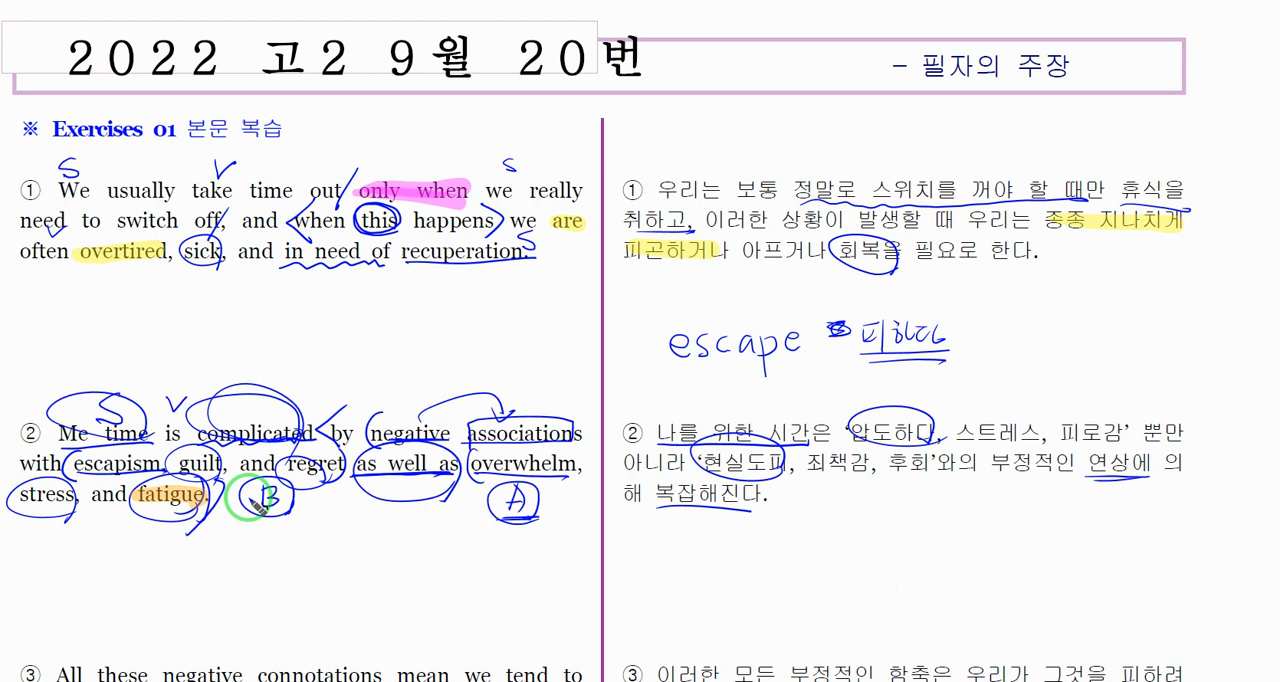 2022 고2 9월 20번
- 필자의 주장
※ Exercises 01 본문 복습
S V S
① We usually take time out only when we really
need to switch off, and when this happens we are
V S
often overtired, sick, and in need of recuperation.
S V
② Me time is complicated by negative associations
with escapism, guilt, and regret as well as overwhelm,
stress, and fatigue. B A
③ All these negative connotations mean we tend to
① 우리는 보통 정말로 스위치를 꺼야 할 때만 휴식을
취하고, 이러한 상황이 발생할 때 우리는 종종 지나치게
피곤하거나 아프거나 회복을 필요로 한다.
escape 피하다
② 나를 위한 시간은 ‘압도하다, 스트레스, 피로감’ 뿐만
아니라 ‘현실도피, 죄책감, 후회’와의 부정적인 연상에 의
해 복잡해진다.
③ 이러한 모든 부정적인 함축은 우리가 그것을 피하려